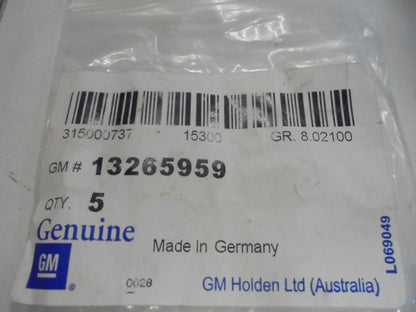 315000737 15300 GR. 8.02100
GM # 13265959
QTY. 5
Genuine
GM
Made In Germany
0028
GM Holden Ltd (Australia)
L069049